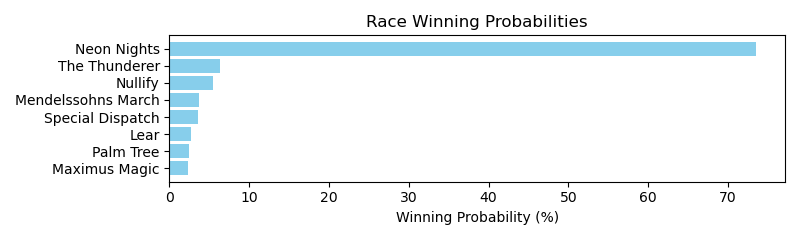 Race Winning Probabilities
Neon Nights
The Thunderer
Nullify
Mendelssohns March
Special Dispatch
Lear
Palm Tree
Maximus Magic
0 10 20 30 40 50 60 70
Winning Probability (%)